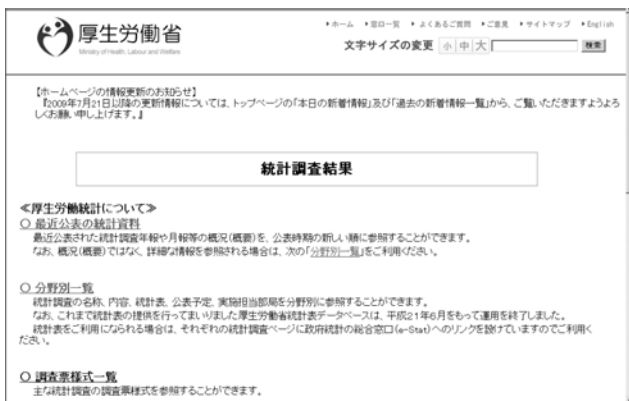 厚生労働省
Ministry of Health, Labour and Welfare
ホーム 窓口一覧 よくあるご質問 ご意見 サイトマップ English
文字サイズの変更 小 中 大 検索
【ホームページの情報更新のお知らせ】
『2009年7月21日以降の更新情報については、トップページの「本日の新着情報」及び「過去の新着情報一覧」から、ご覧いただきますようよろ
しくお願い申し上げます。』
統計調査結果
≪厚生労働統計について≫
○ 最近公表の統計資料
最近公表された統計調査年報や月報等の概況(概要)を、公表時期の新しい順に参照することができます。
なお、概況(概要)ではなく、詳細な情報を参照される場合は、次の「分野別一覧」をご利用ください。
○ 分野別一覧
統計調査の名称、内容、統計表、公表予定、実施担当部局を分野別に参照することができます。
なお、これまで統計表の提供を行ってまいりました厚生労働省統計表データベースは、平成21年6月をもって運用を終了しました。
統計表をご利用になられる場合は、それぞれの統計調査ページに政府統計の総合窓口(e-Stat)へのリンクを設けていますのでご利用く
ださい。
○ 調査票様式一覧
主な統計調査の調査票様式を参照することができます。